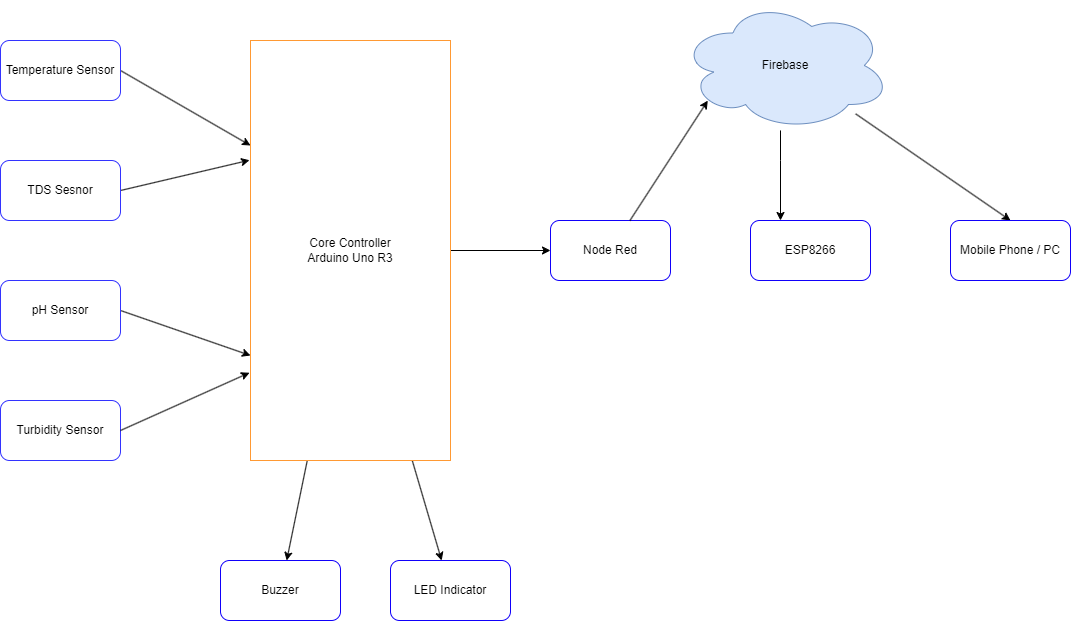 Firebase
Temperature Sensor
TDS Sesnor
Core Controller
Arduino Uno R3
Node Red
ESP8266
Mobile Phone / PC
pH Sensor
Turbidity Sensor
Buzzer
LED Indicator